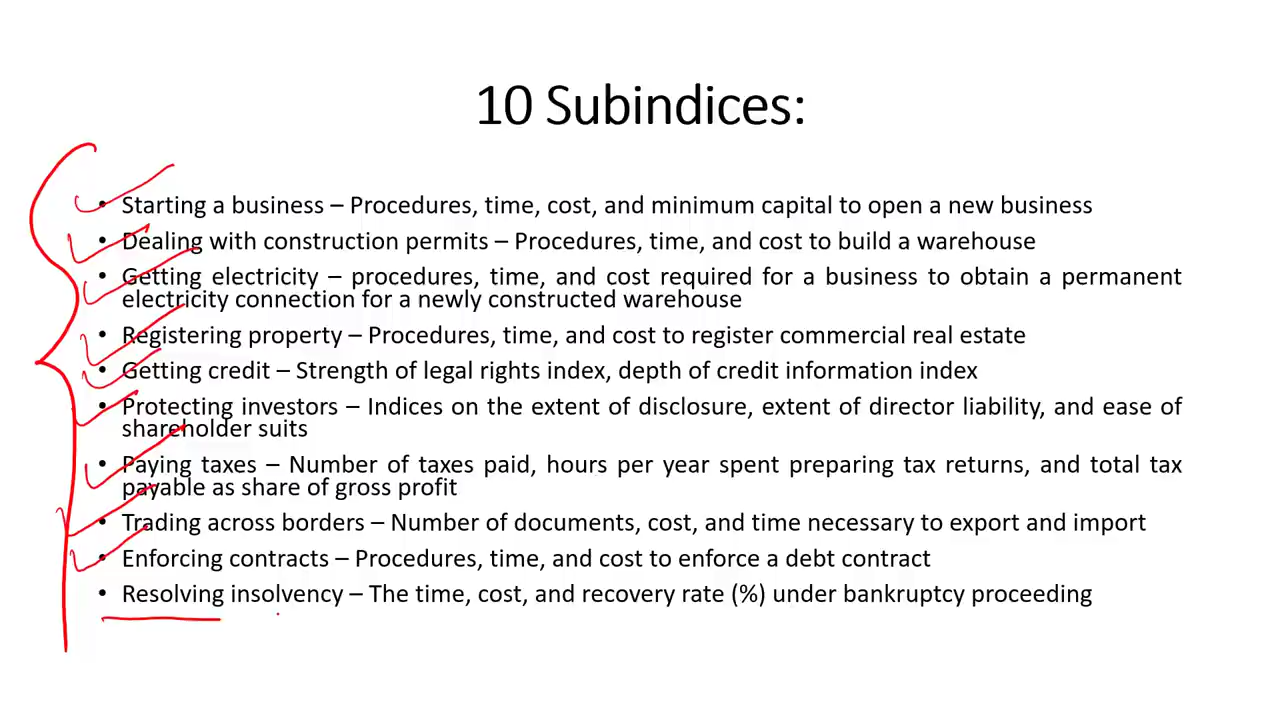 10 Subindices:
• Starting a business – Procedures, time, cost, and minimum capital to open a new business
• Dealing with construction permits – Procedures, time, and cost to build a warehouse
• Getting electricity – procedures, time, and cost required for a business to obtain a permanent
electricity connection for a newly constructed warehouse
• Registering property – Procedures, time, and cost to register commercial real estate
• Getting credit – Strength of legal rights index, depth of credit information index
• Protecting investors – Indices on the extent of disclosure, extent of director liability, and ease of
shareholder suits
• Paying taxes – Number of taxes paid, hours per year spent preparing tax returns, and total tax
payable as share of gross profit
• Trading across borders – Number of documents, cost, and time necessary to export and import
• Enforcing contracts – Procedures, time, and cost to enforce a debt contract
• Resolving insolvency – The time, cost, and recovery rate (%) under bankruptcy proceeding